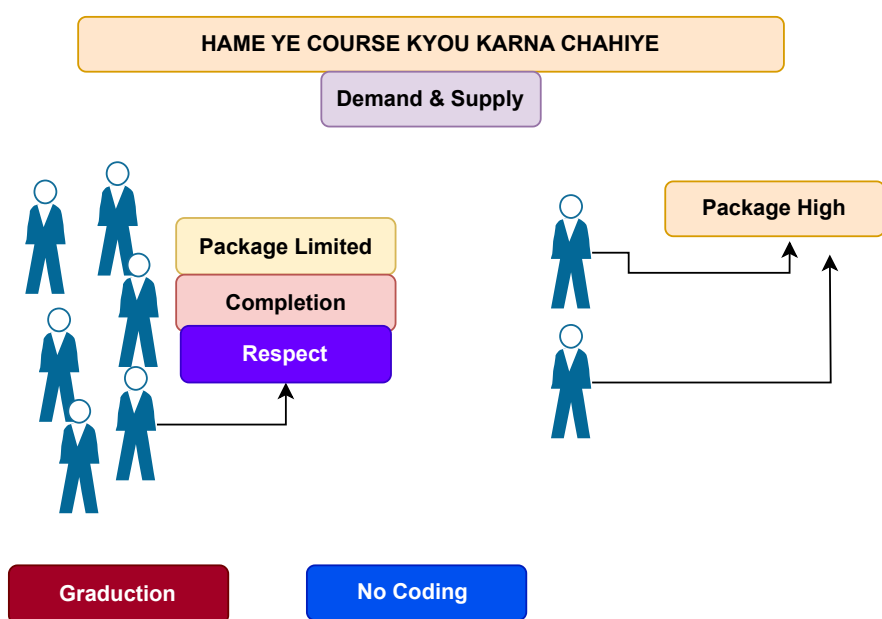 HAME YE COURSE KYOU KARNA CHAHIYE
Demand & Supply
Package Limited
Completion
Respect
Package High
Graduction
No Coding